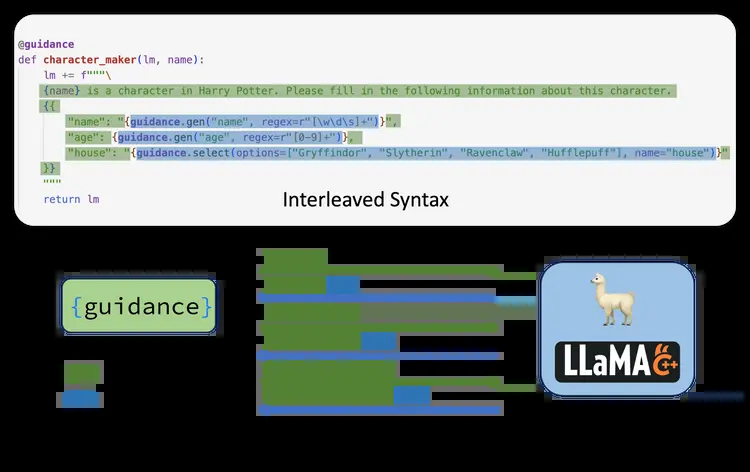 @guidance
def character_maker(lm, name):
lm += f"""\
{name} is a character in Harry Potter. Please fill in the following information about this character.
{{
"name": "{guidance.gen("name", regex=r"[\w\d\s]+")}",
"age": {guidance.gen("age", regex=r"[0-9]+")},
"house": "{guidance.select(options=["Gryffindor", "Slytherin", "Ravenclaw", "Hufflepuff"], name="house")}"
}}
"""
return lm
Interleaved Syntax
{guidance}
LLaMA C++